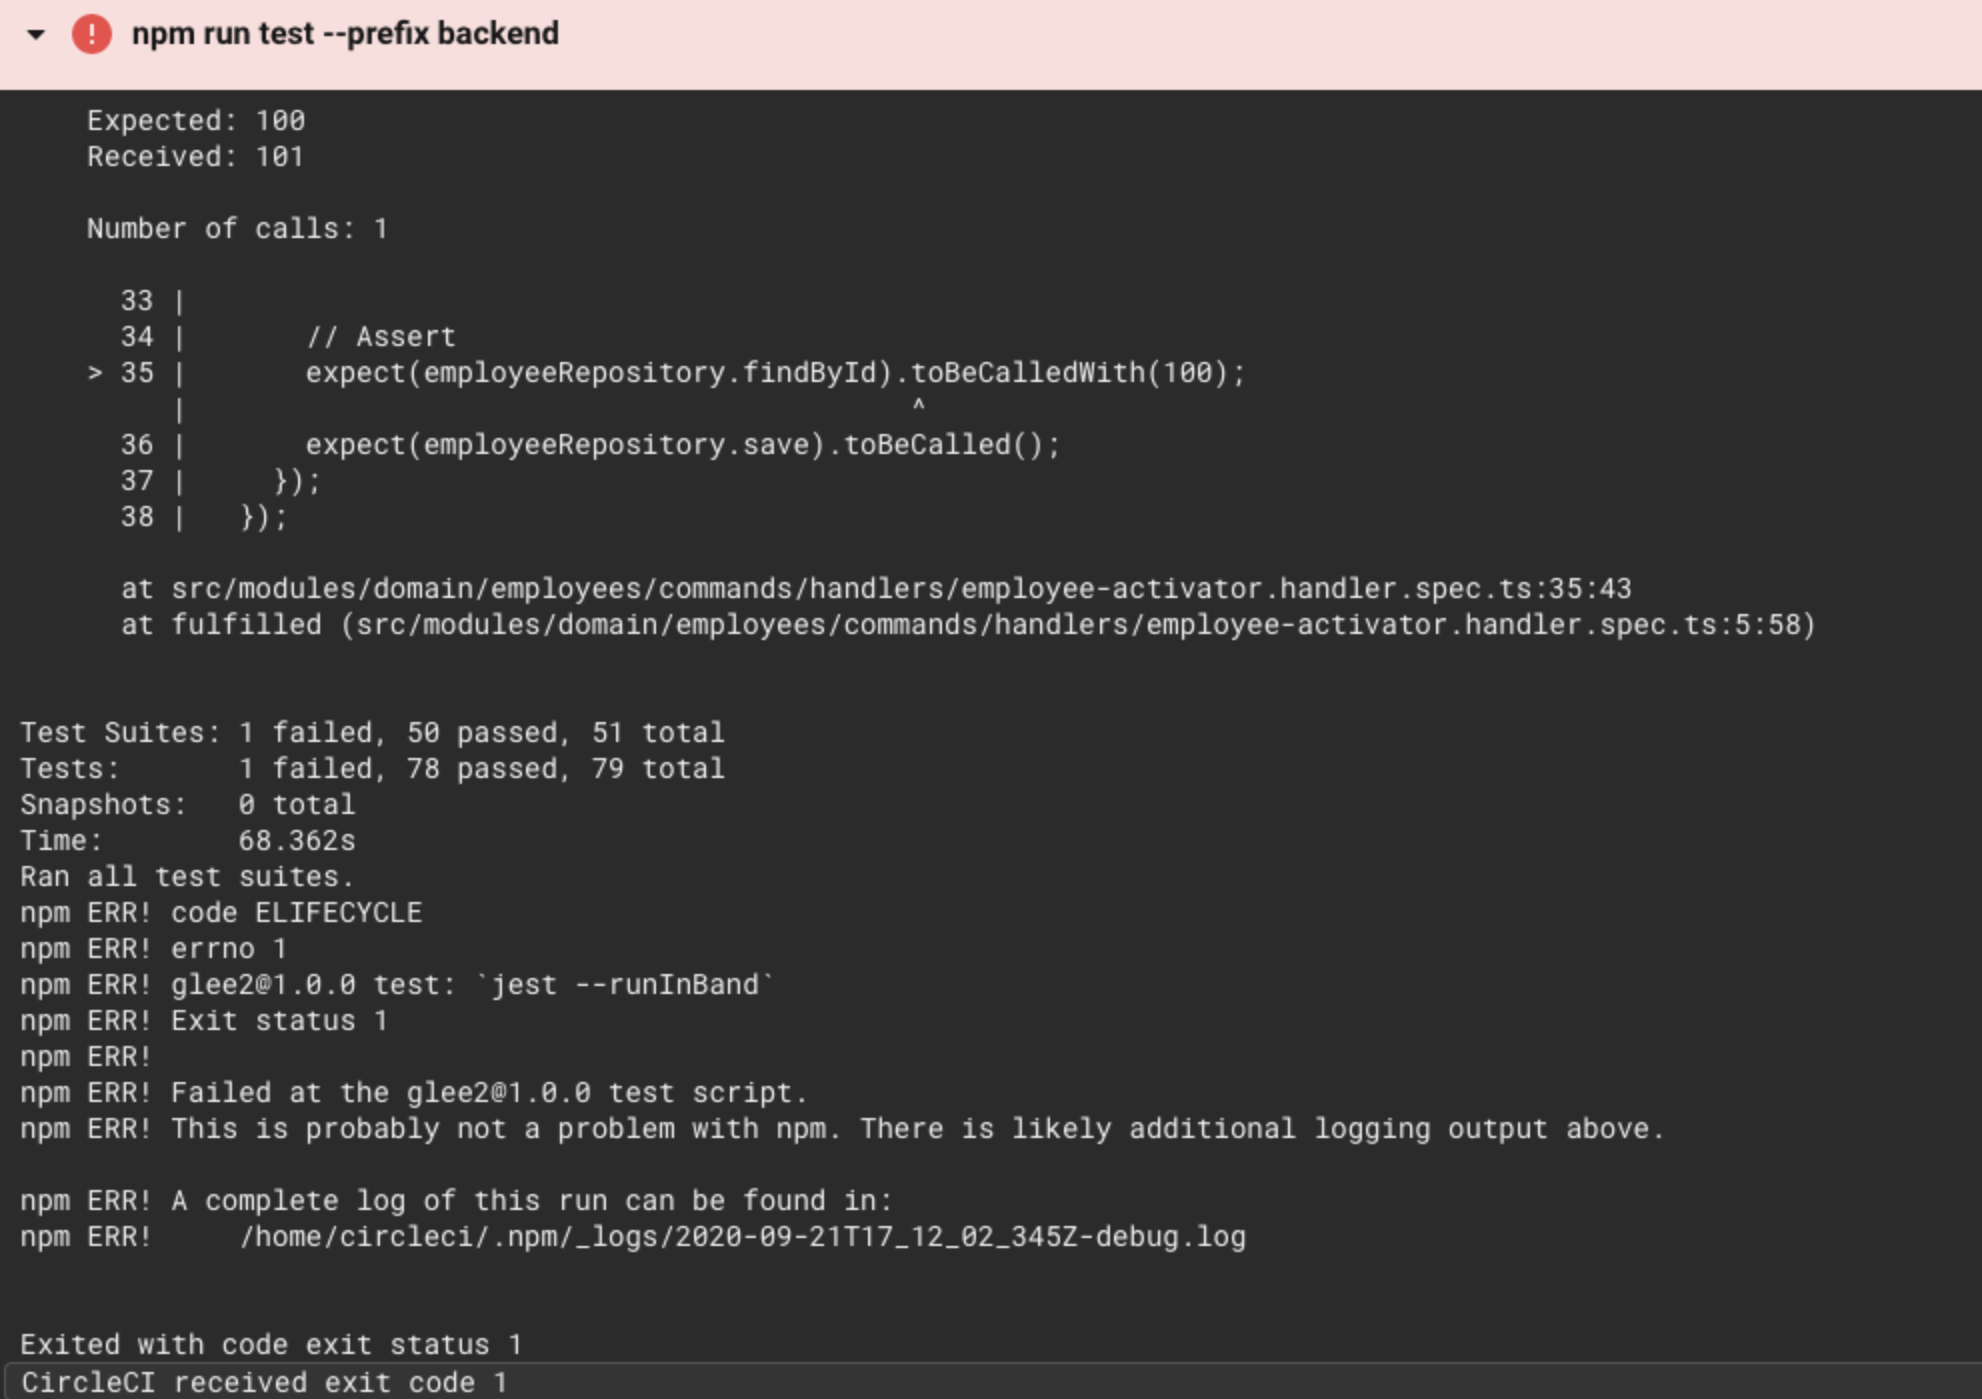 npm run test --prefix backend
Expected: 100
Received: 101
Number of calls: 1
33 |
34 |       // Assert
> 35 |       expect(employeeRepository.findById).toBeCalledWith(100);
|                                           ^
36 |       expect(employeeRepository.save).toBeCalled();
37 |     });
38 |   });
at src/modules/domain/employees/commands/handlers/employee-activator.handler.spec.ts:35:43
at fulfilled (src/modules/domain/employees/commands/handlers/employee-activator.handler.spec.ts:5:58)
Test Suites: 1 failed, 50 passed, 51 total
Tests:       1 failed, 78 passed, 79 total
Snapshots:   0 total
Time:        68.362s
Ran all test suites.
npm ERR! code ELIFECYCLE
npm ERR! errno 1
npm ERR! glee2@1.0.0 test: `jest --runInBand`
npm ERR! Exit status 1
npm ERR!
npm ERR! Failed at the glee2@1.0.0 test script.
npm ERR! This is probably not a problem with npm. There is likely additional logging output above.
npm ERR! A complete log of this run can be found in:
npm ERR!     /home/circleci/.npm/_logs/2020-09-21T17_12_02_345Z-debug.log
Exited with code exit status 1
CircleCI received exit code 1